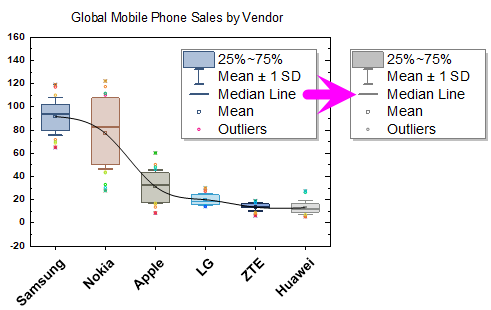 Global Mobile Phone Sales by Vendor
160
140
120
100
80
60
40
20
0
-20
25%~75%
Mean ± 1 SD
Median Line
Mean
Outliers
25%~75%
Mean ± 1 SD
Median Line
Mean
Outliers
Samsung
Nokia
Apple
LG
ZTE
Huawei